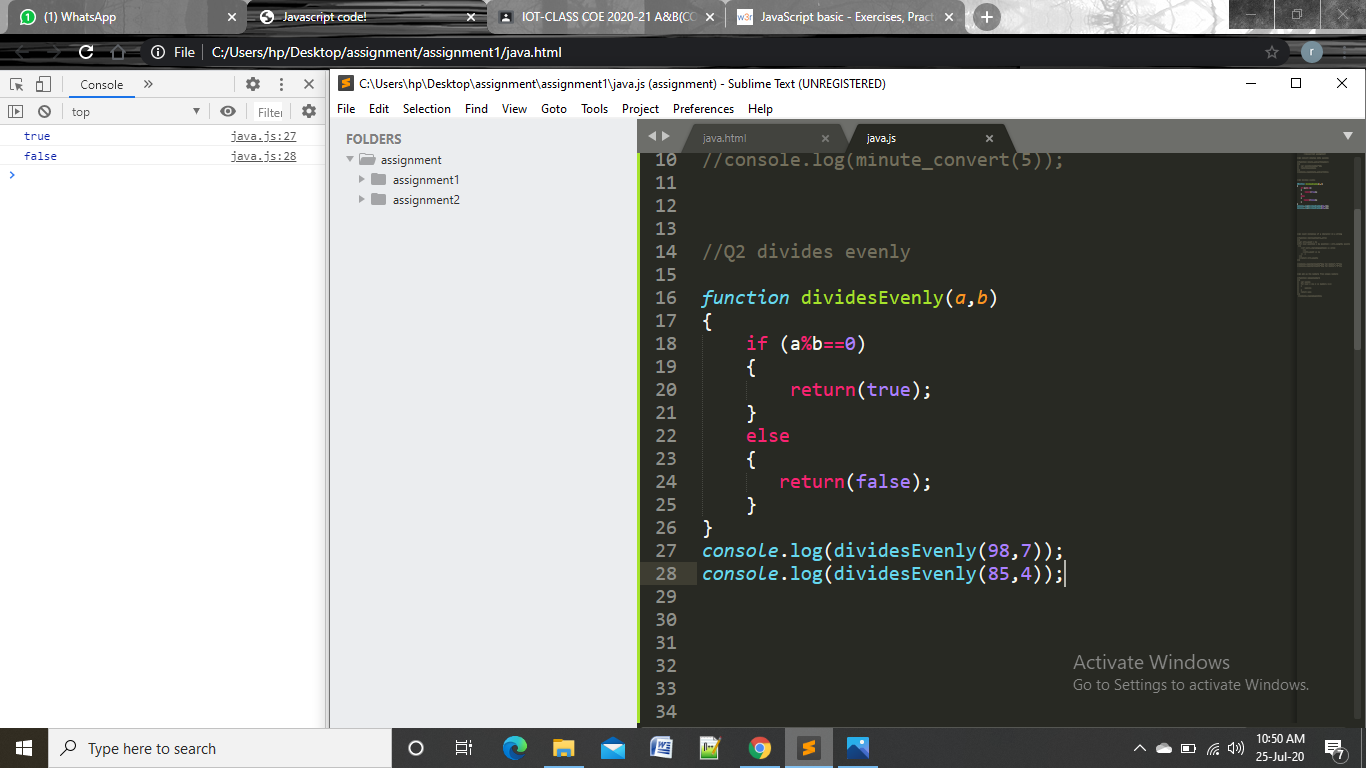 (1) WhatsApp
Javascript code!
IOT-CLASS COE 2020-21 A&B(CC
w3r JavaScript basic - Exercises, Pract
File C:/Users/hp/Desktop/assignment/assignment1/java.html
r
Console
top Filter
true java.js:27
false java.js:28
C:\Users\hp\Desktop\assignment\assignment1\java.js (assignment) - Sublime Text (UNREGISTERED)
File Edit Selection Find View Goto Tools Project Preferences Help
FOLDERS
assignment
assignment1
assignment2
java.html
java.js
10 //console.log(minute_convert(5));
11
12
13
14 //Q2 divides evenly
15
16 function dividesEvenly(a,b)
17 {
18 if (a%b==0)
19 {
20 return(true);
21 }
22 else
23 {
24 return(false);
25 }
26 }
27 console.log(dividesEvenly(98,7));
28 console.log(dividesEvenly(85,4));
29
30
31
32
33
34
Activate Windows
Go to Settings to activate Windows.
Type here to search
10:50 AM
25-Jul-20
7